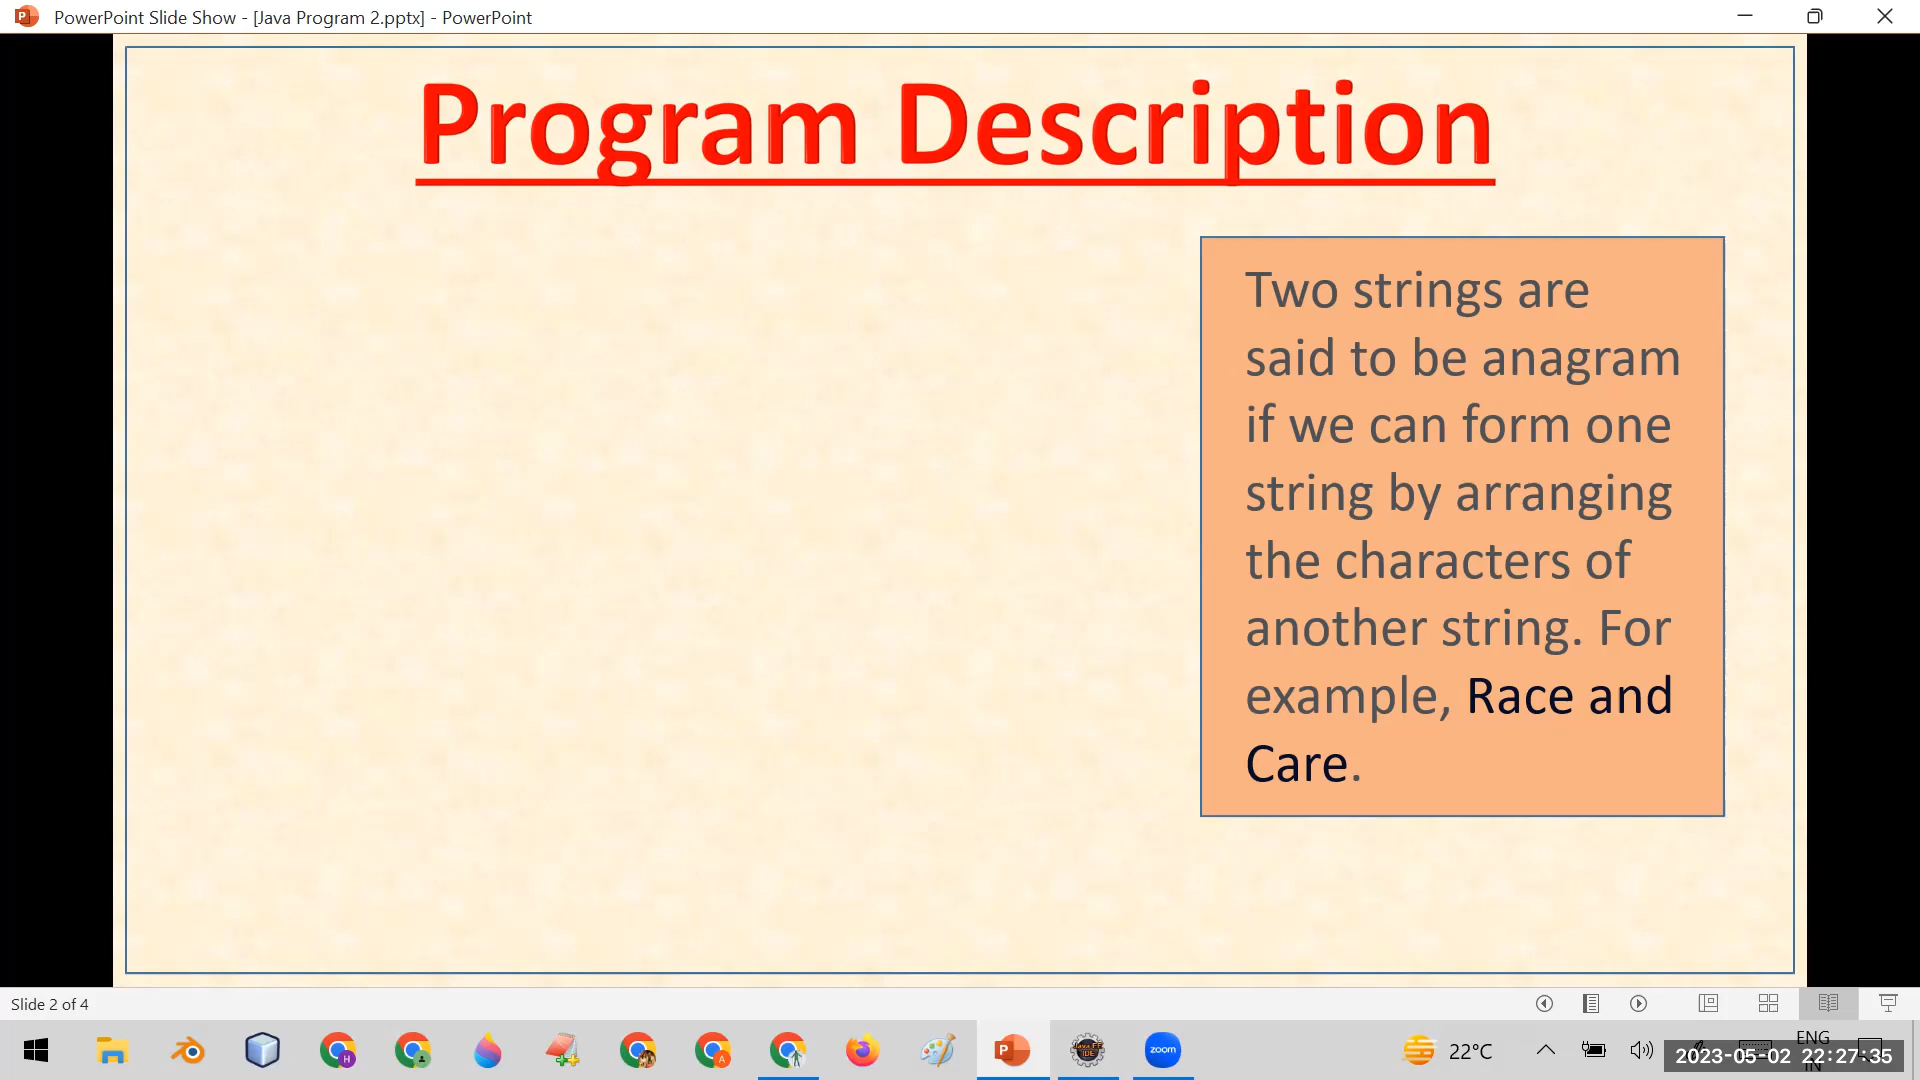 PowerPoint Slide Show - [Java Program 2.pptx] - PowerPoint
Program Description
Two strings are
said to be anagram
if we can form one
string by arranging
the characters of
another string. For
example, Race and
Care.
Slide 2 of 4
zoom
22°C
ENG
IN
2023-05-02 22:27:35